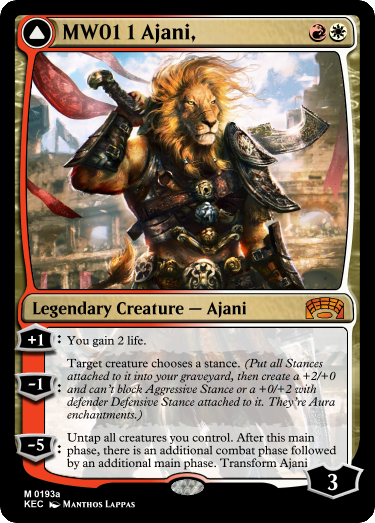 MW01 1 Ajani,
Legendary Creature — Ajani
+1: You gain 2 life.
-1: Target creature chooses a stance. (Put all Stances
attached to it into your graveyard, then create a +2/+0
and can't block Aggressive Stance or a +0/+2 with
defender Defensive Stance attached to it. They're Aura
enchantments.)
-5: Untap all creatures you control. After this main
phase, there is an additional combat phase followed
by an additional main phase. Transform Ajani
3
M 0193a
KEC Manthos Lappas